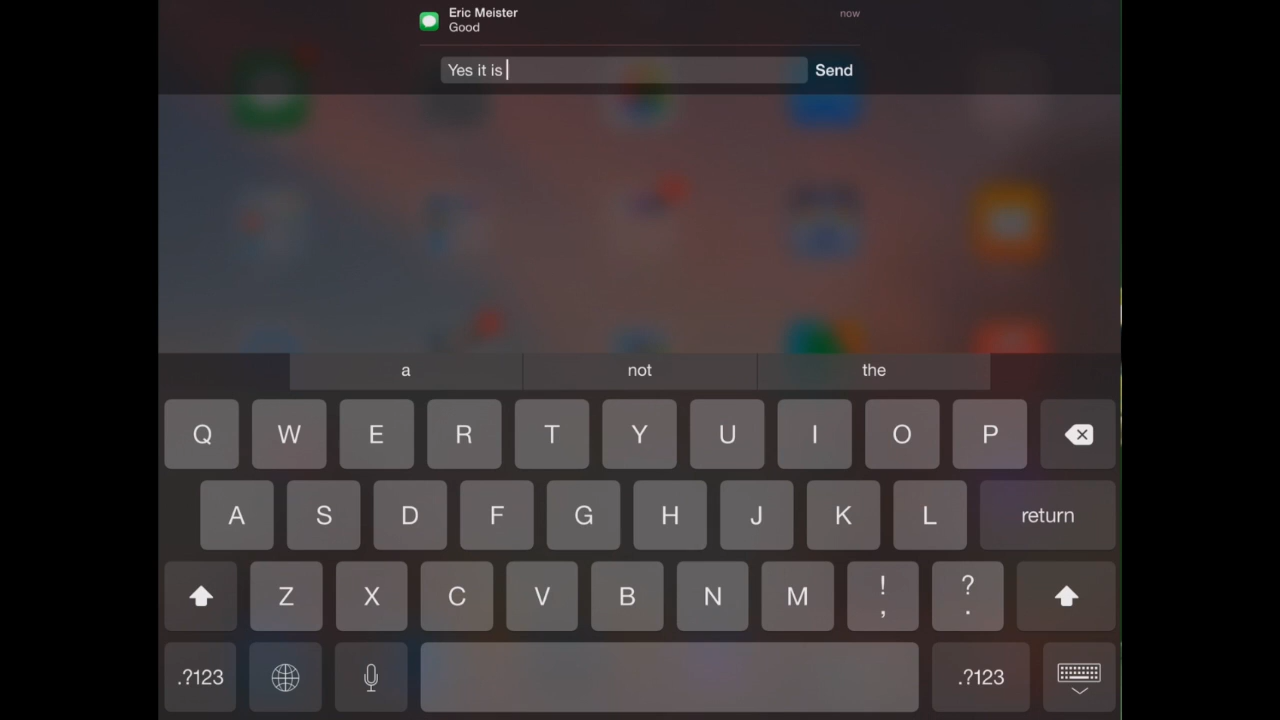 Eric Meister
now
Good
Yes it is
Send
a
not
the
Q W E R T Y U I O P
A S D F G H J K L
return
Z X C V B N M ! , ? .
.?123
.?123